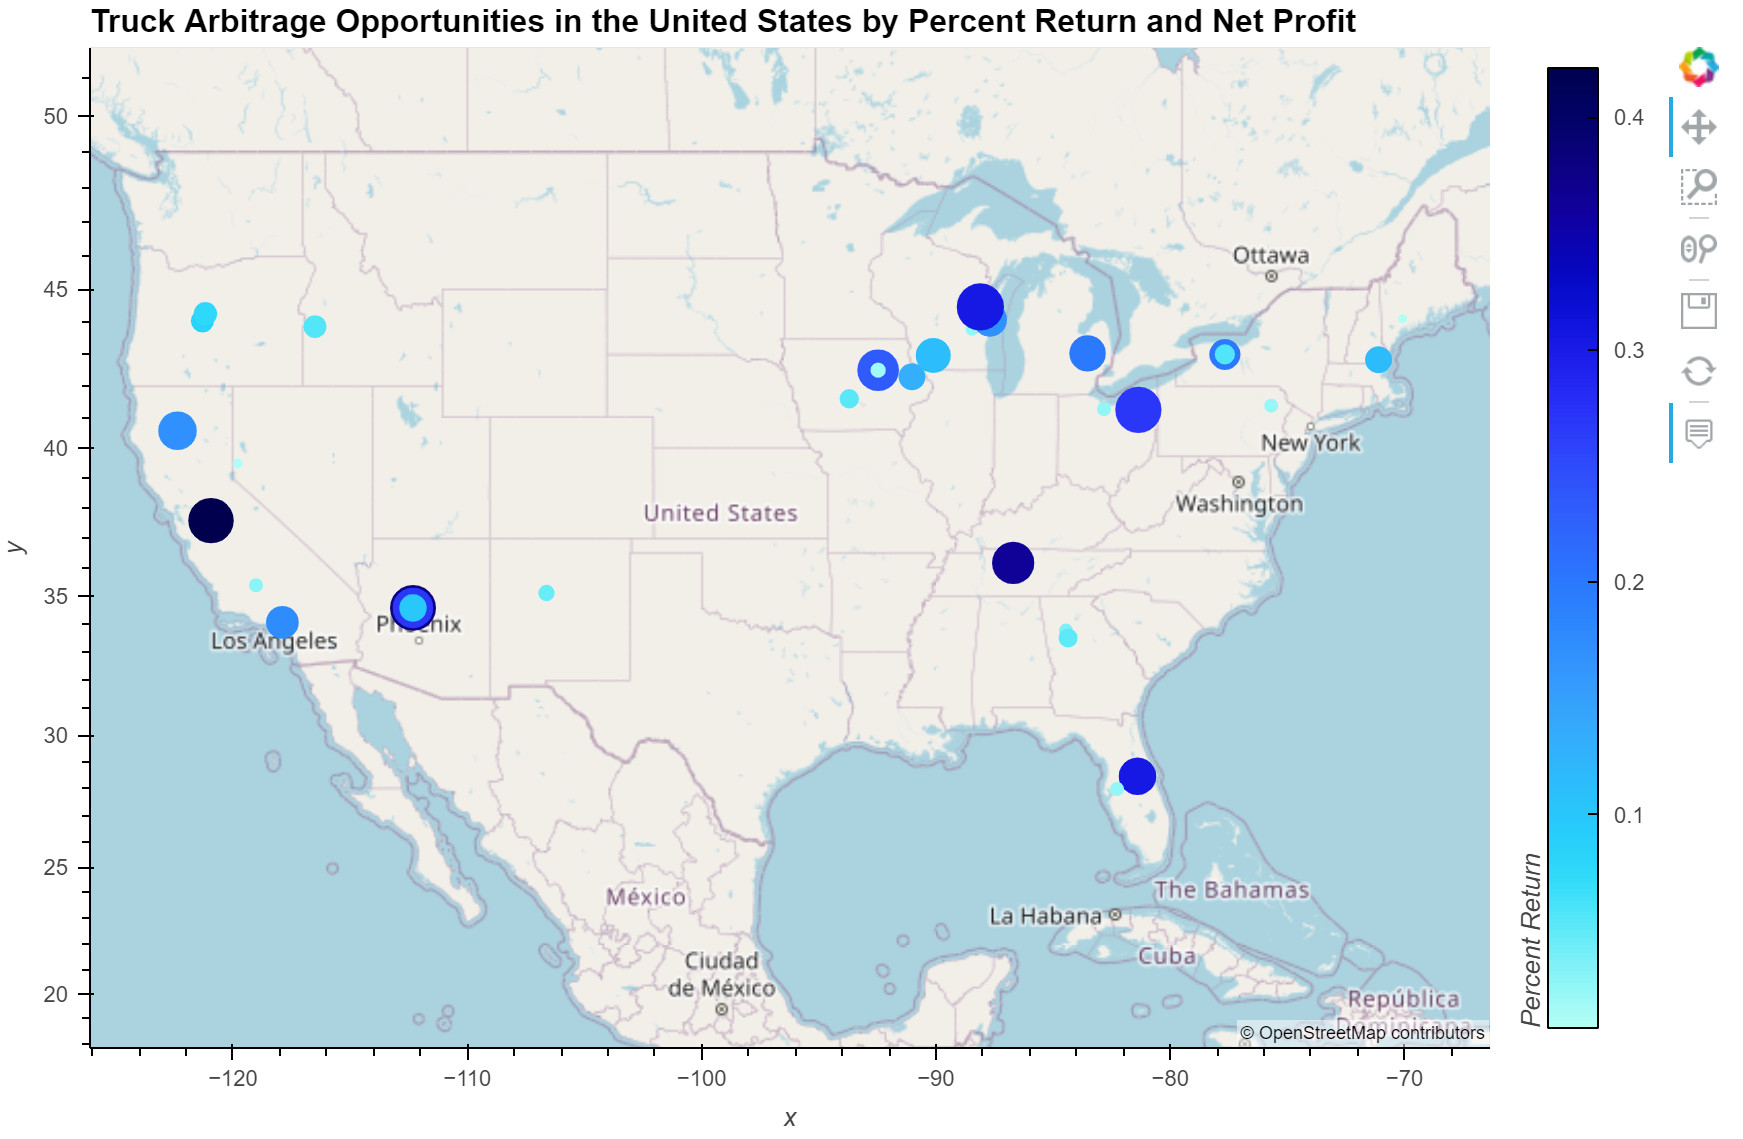 Truck Arbitrage Opportunities in the United States by Percent Return and Net Profit
50
45
40
35
30
25
20
y
−120
−110
−100
−90
−80
−70
x
Ottawa
New York
Washington
United States
Los Angeles
Phoenix
México
Ciudad
de México
La Habana
The Bahamas
Cuba
República
Dominicana
© OpenStreetMap contributors
0.4
0.3
0.2
0.1
Percent Return